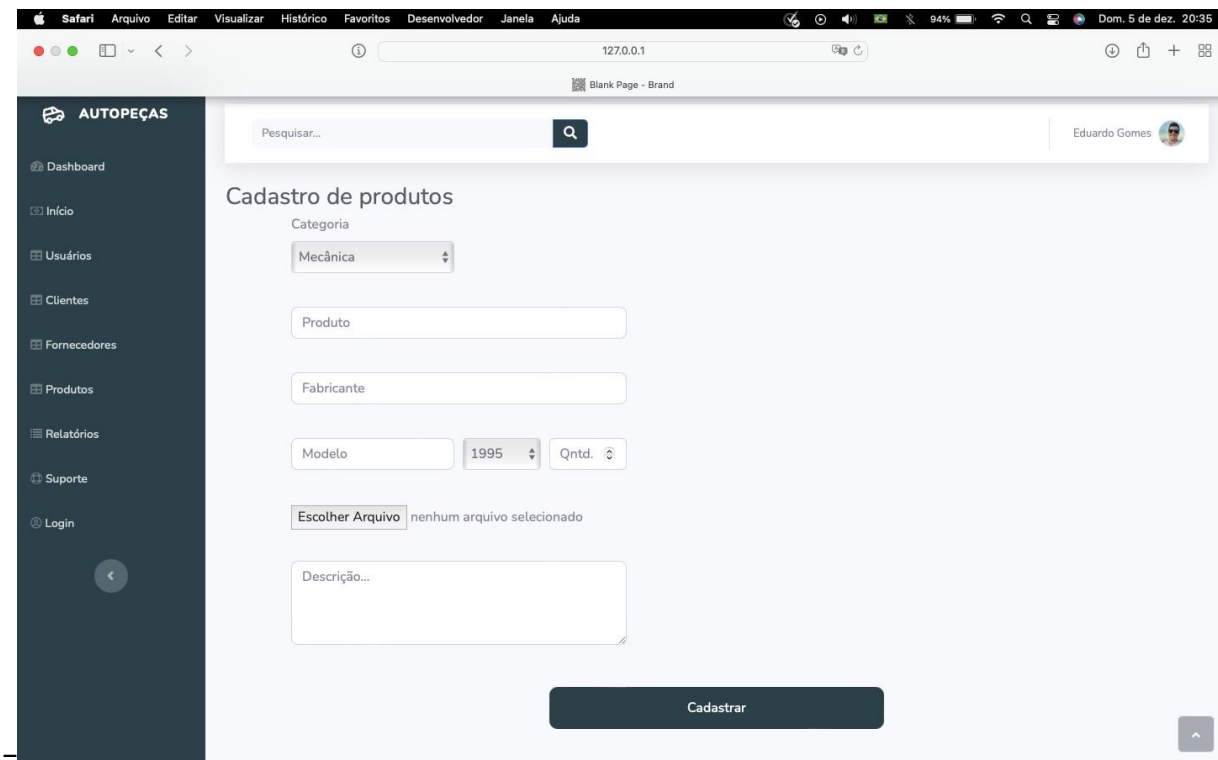 Safari Arquivo Editar Visualizar Histórico Favoritos Desenvolvedor Janela Ajuda 94% Dom. 5 de dez. 20:35
127.0.0.1
Blank Page - Brand
AUTOPEÇAS
Pesquisar...
Eduardo Gomes
Dashboard
Início
Usuários
Clientes
Fornecedores
Produtos
Relatórios
Suporte
Login
Cadastro de produtos
Categoria
Mecânica
Produto
Fabricante
Modelo 1995 Qntd.
Escolher Arquivo nenhum arquivo selecionado
Descrição...
Cadastrar